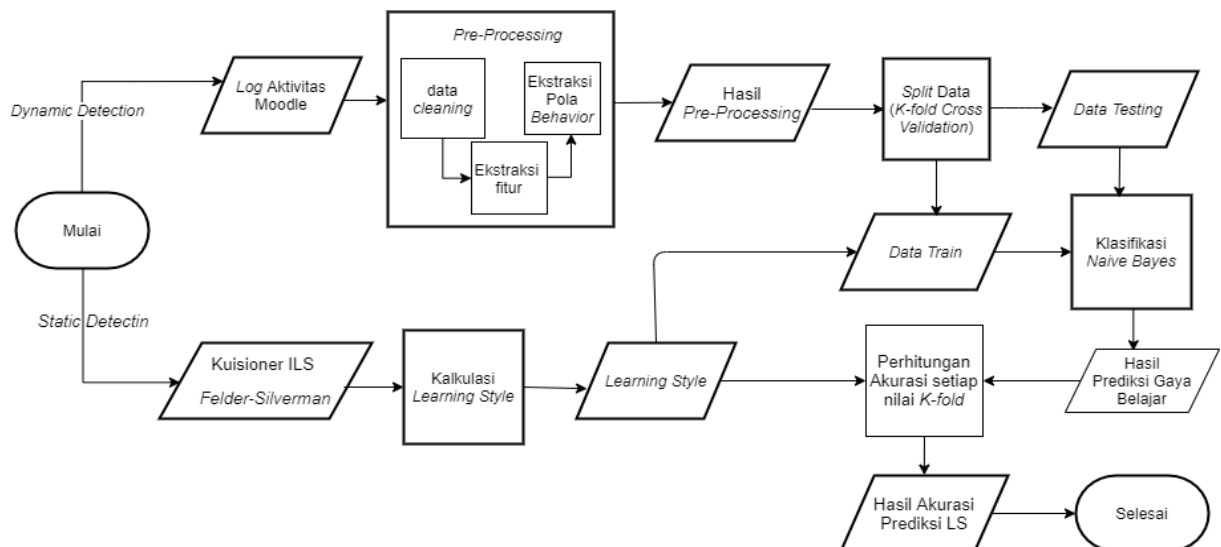 Pre-Processing
Log Aktivitas
Moodle
data
cleaning
Ekstraksi
Pola
Behavior
Ekstraksi
fitur
Hasil
Pre-Processing
Split Data
(K-fold Cross
Validation)
Data Testing
Dynamic Detection
Mulai
Data Train
Klasifikasi
Naive Bayes
Static Detectin
Kuisioner ILS
Felder-Silverman
Kalkulasi
Learning Style
Learning Style
Perhitungan
Akurasi setiap
nilai K-fold
Hasil
Prediksi Gaya
Belajar
Hasil Akurasi
Prediksi LS
Selesai